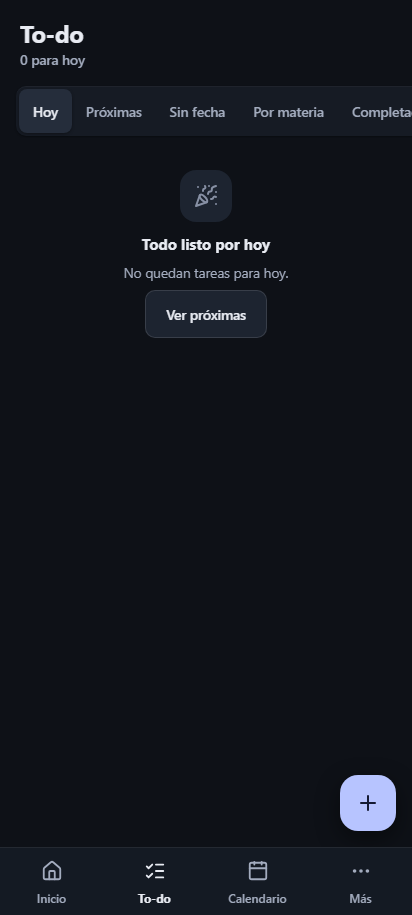 To-do
0 para hoy
Hoy Próximas Sin fecha Por materia Completa
Todo listo por hoy
No quedan tareas para hoy.
Ver próximas
Inicio To-do Calendario Más